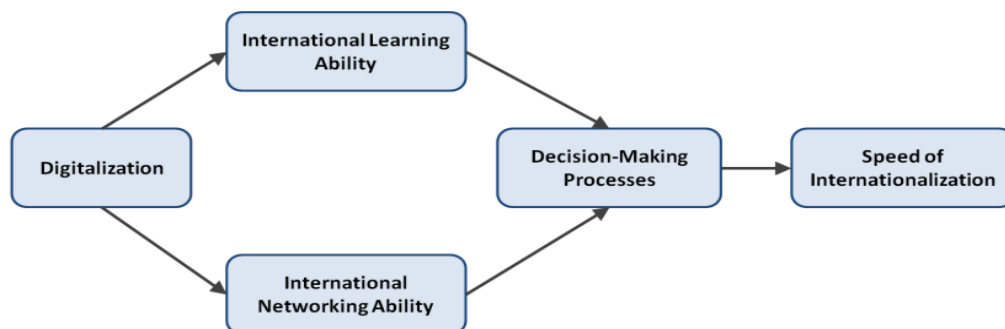 International Learning
Ability
Digitalization
Decision-Making
Processes
Speed of
Internationalization
International
Networking Ability